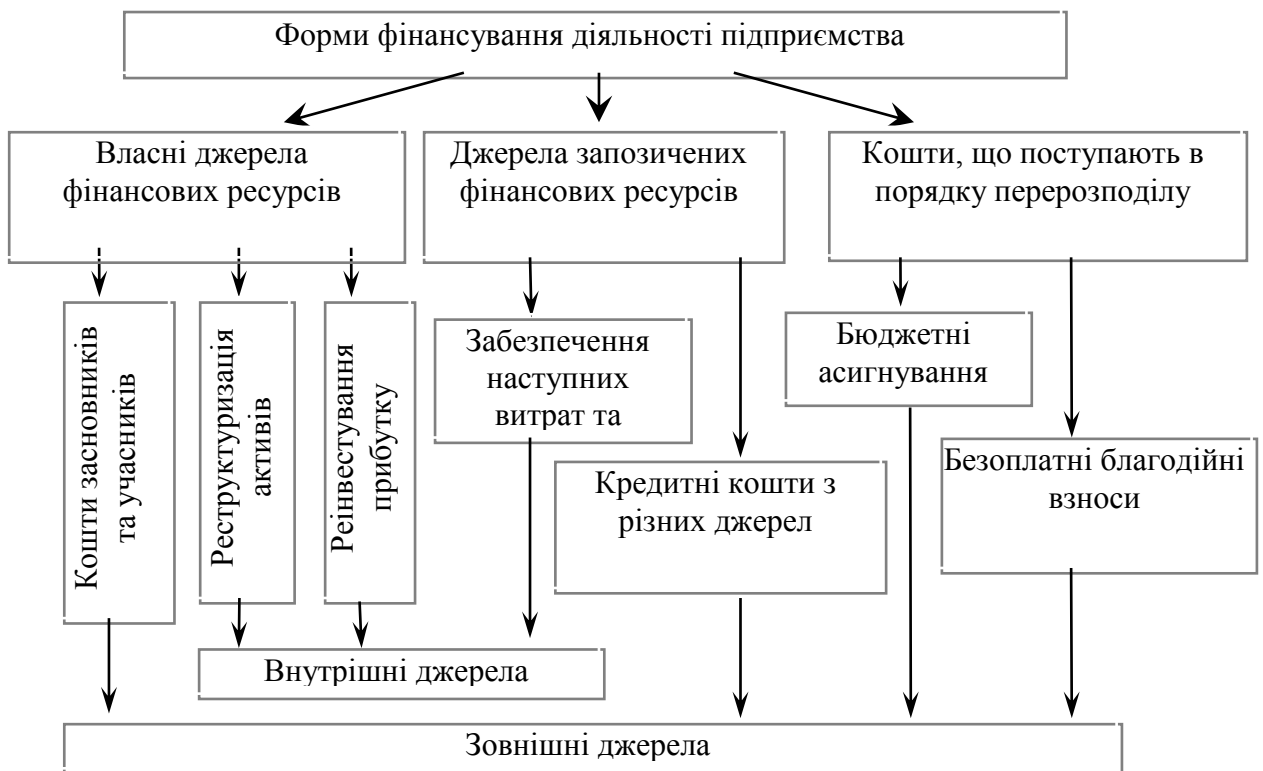 Форми фінансування діяльності підприємства
Власні джерела
фінансових ресурсів
Джерела запозичених
фінансових ресурсів
Кошти, що поступають в
порядку перерозподілу
Кошти засновників
та учасників
Реструктуризація
активів
Реінвестування
прибутку
Забезпечення
наступних
витрат та
Бюджетні
асигнування
Кредитні кошти з
різних джерел
Безоплатні благодійні
взноси
Внутрішні джерела
Зовнішні джерела